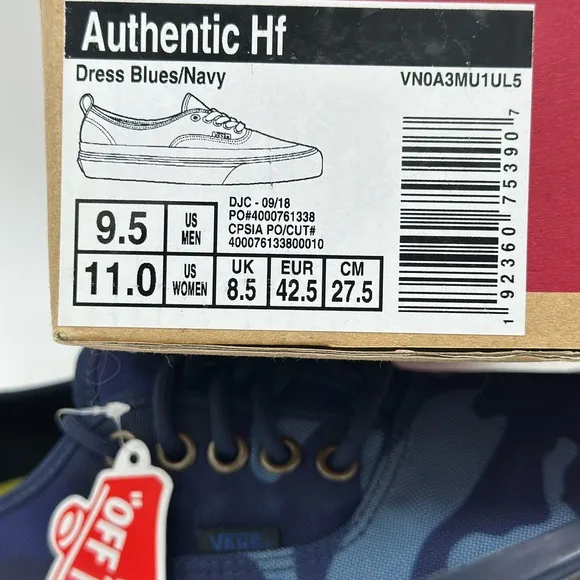 Authentic Hf
Dress Blues/Navy VN0A3MU1UL5
DJC - 09/18
PO#4000761338
CPSIA PO/CUT#
400076133800010
9.5 US MEN
11.0 US WOMEN
UK 8.5
EUR 42.5
CM 27.5
1 92360 75390 7
VANS
"OFF T